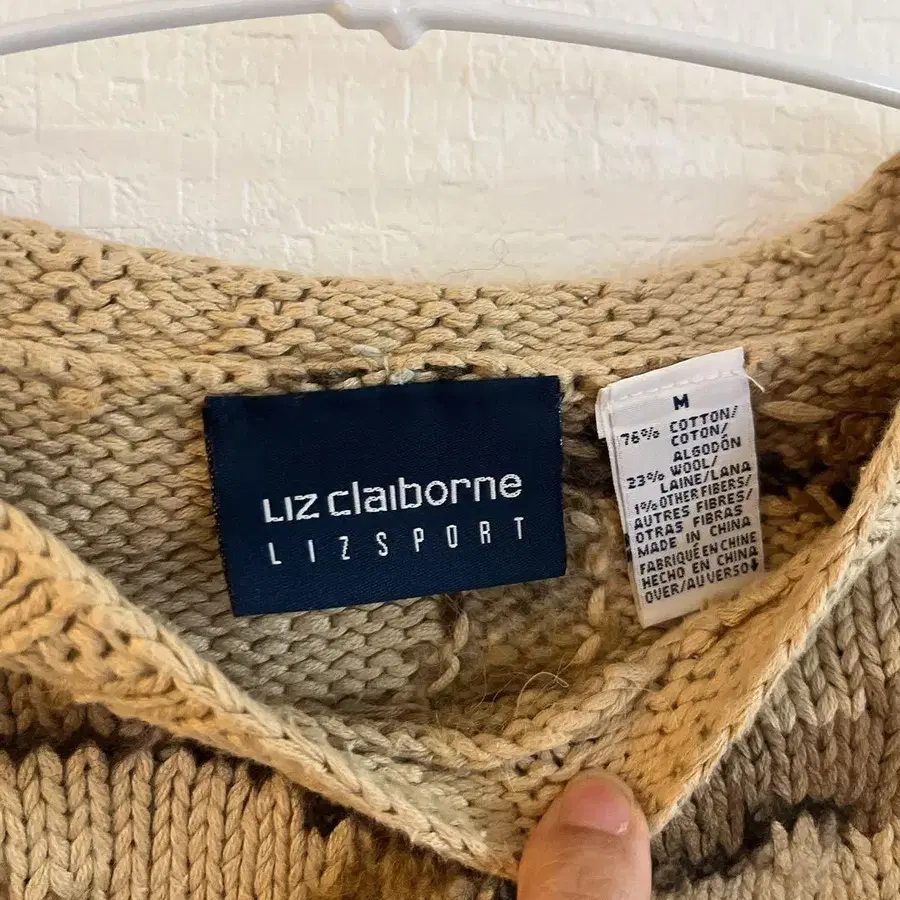 Liz claiborne
LIZSPORT
M
76% COTTON/
COTON/
ALGODÓN
23% WOOL/
LAINE/LANA
1% OTHER FIBERS/
AUTRES FIBRES/
OTRAS FIBRAS
MADE IN CHINA
FABRIQUÉ EN CHINE
HECHO EN CHINA
OVER/AU VERSO